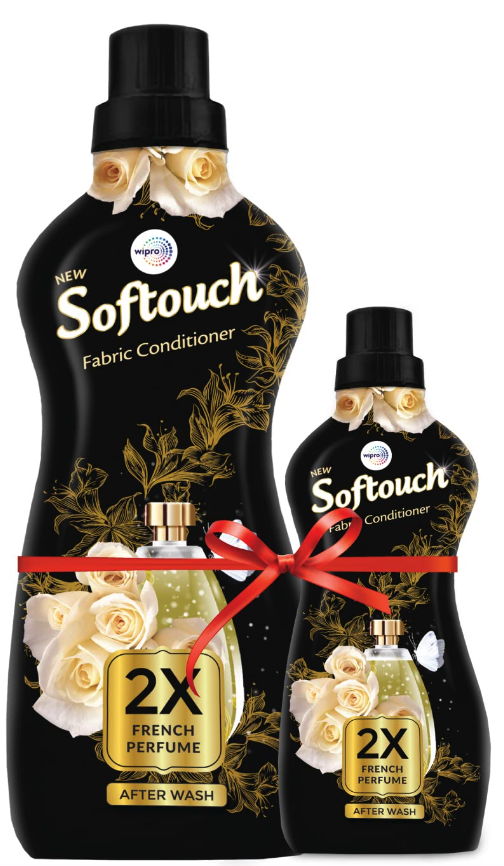 wipro
NEW
Softouch
Fabric Conditioner
2X
FRENCH
PERFUME
AFTER WASH
wipro
NEW
Softouch
Fabric Conditioner
2X
FRENCH
PERFUME
AFTER WASH